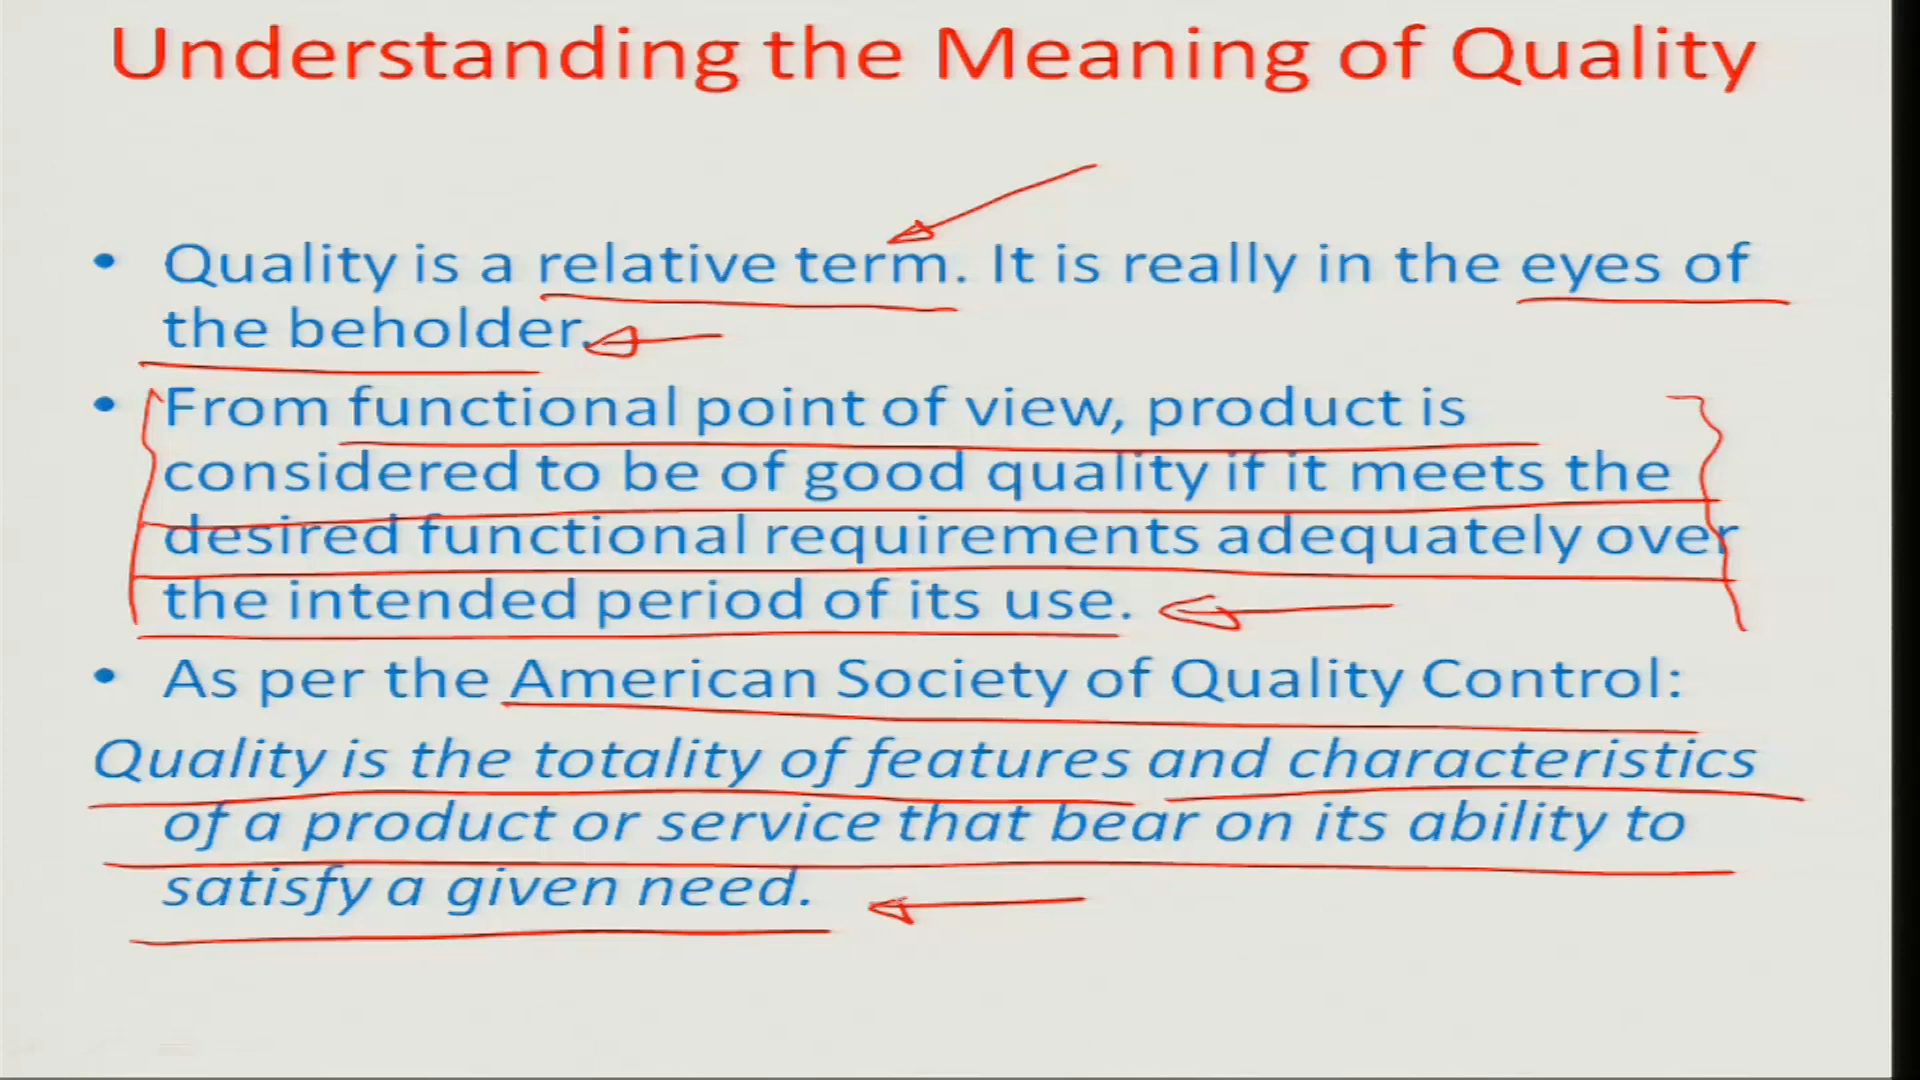 Understanding the Meaning of Quality
• Quality is a relative term. It is really in the eyes of
the beholder.
• From functional point of view, product is
considered to be of good quality if it meets the
desired functional requirements adequately over
the intended period of its use.
• As per the American Society of Quality Control:
Quality is the totality of features and characteristics
of a product or service that bear on its ability to
satisfy a given need.